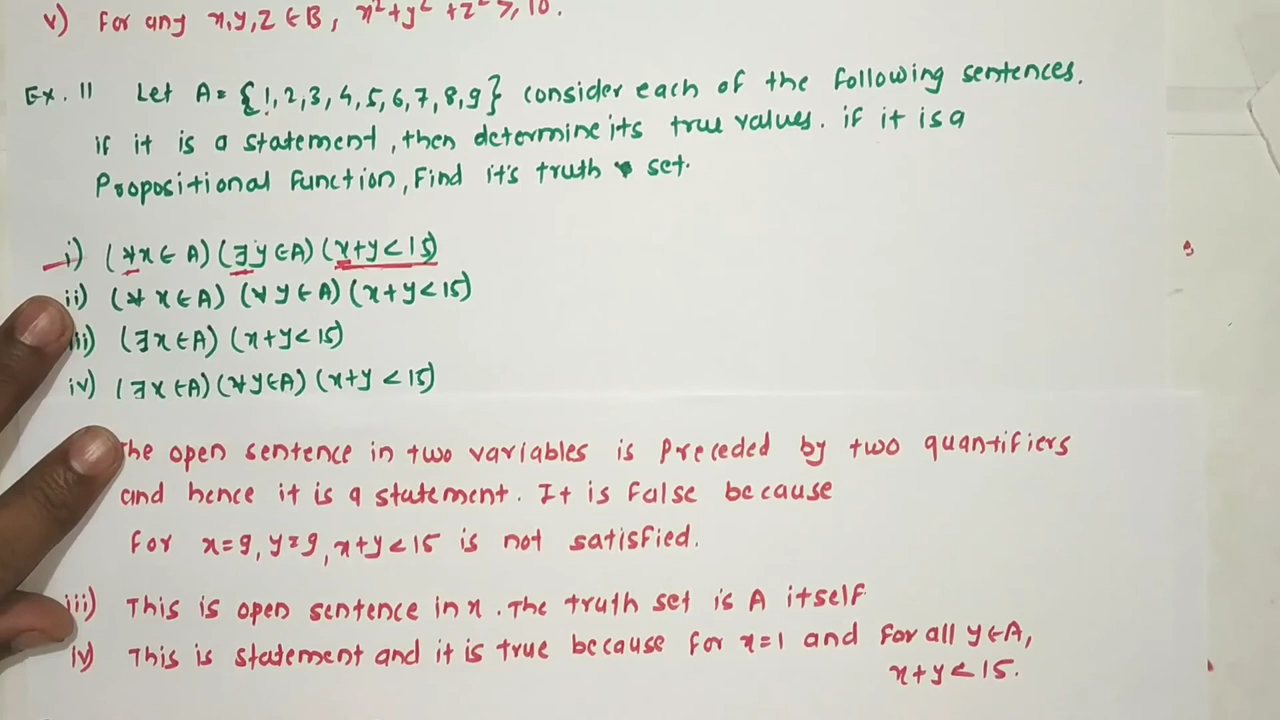 v) For any x,y,z ∈ B, x²+y²+z² ≥ 10.
Ex. 11 Let A = {1,2,3,4,5,6,7,8,9} consider each of the following sentences.
if it is a statement, then determine its true values. if it is a
Propositional Function, Find it's truth set.
i) (∀x ∈ A) (∃y ∈ A) (x+y < 15)
ii) (∀ x ∈ A) (∀ y ∈ A) (x+y < 15)
iii) (∃x ∈ A) (x+y < 15)
iv) (∃x ∈ A) (∀y ∈ A) (x+y < 15)
The open sentence in two variables is preceded by two quantifiers
and hence it is a statement. It is False because
For x=9, y=9, x+y < 15 is not satisfied.
iii) This is open sentence in x. The truth set is A itself.
iv) This is statement and it is true because for x=1 and For all y ∈ A,
x+y < 15.